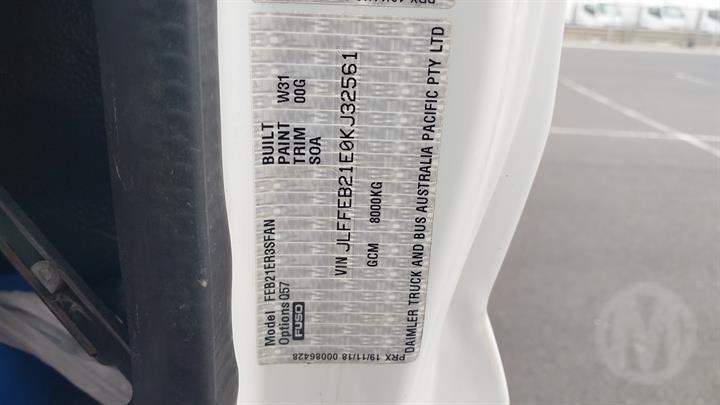 Model FEB21ER3SFAN
Options Q57
FUSO
BUILT
PAINT W31
TRIM 00G
SOA
VIN JLFFEB21E0KJ32561
GCM 8000KG
PRX 19/11/18 00086428
DAIMLER TRUCK AND BUS AUSTRALIA PACIFIC PTY LTD
M